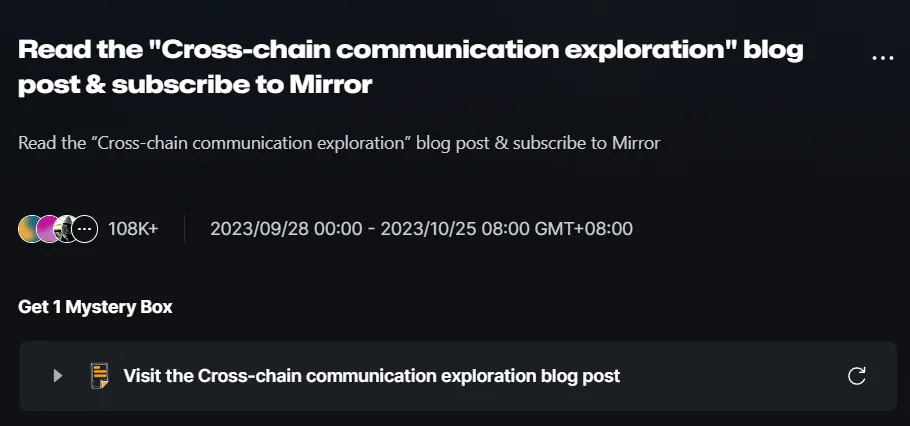 Read the "Cross-chain communication exploration" blog
post & subscribe to Mirror
Read the “Cross-chain communication exploration” blog post & subscribe to Mirror
108K+
2023/09/28 00:00 - 2023/10/25 08:00 GMT+08:00
Get 1 Mystery Box
Visit the Cross-chain communication exploration blog post